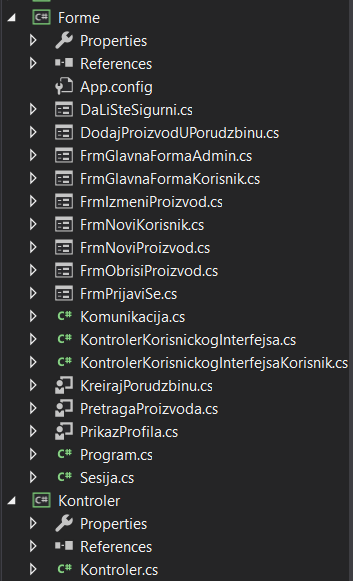 Forme
Properties
References
App.config
DaLiSteSigurni.cs
DodajProizvodUPorudzbinu.cs
FrmGlavnaFormaAdmin.cs
FrmGlavnaFormaKorisnik.cs
FrmIzmeniProizvod.cs
FrmNoviKorisnik.cs
FrmNoviProizvod.cs
FrmObrisiProizvod.cs
FrmPrijaviSe.cs
C# Komunikacija.cs
C# KontrolerKorisnickogInterfejsa.cs
C# KontrolerKorisnickogInterfejsaKorisnik.cs
KreirajPorudzbinu.cs
PretragaProizvoda.cs
PrikazProfila.cs
C# Program.cs
C# Sesija.cs
C# Kontroler
Properties
References
C# Kontroler.cs